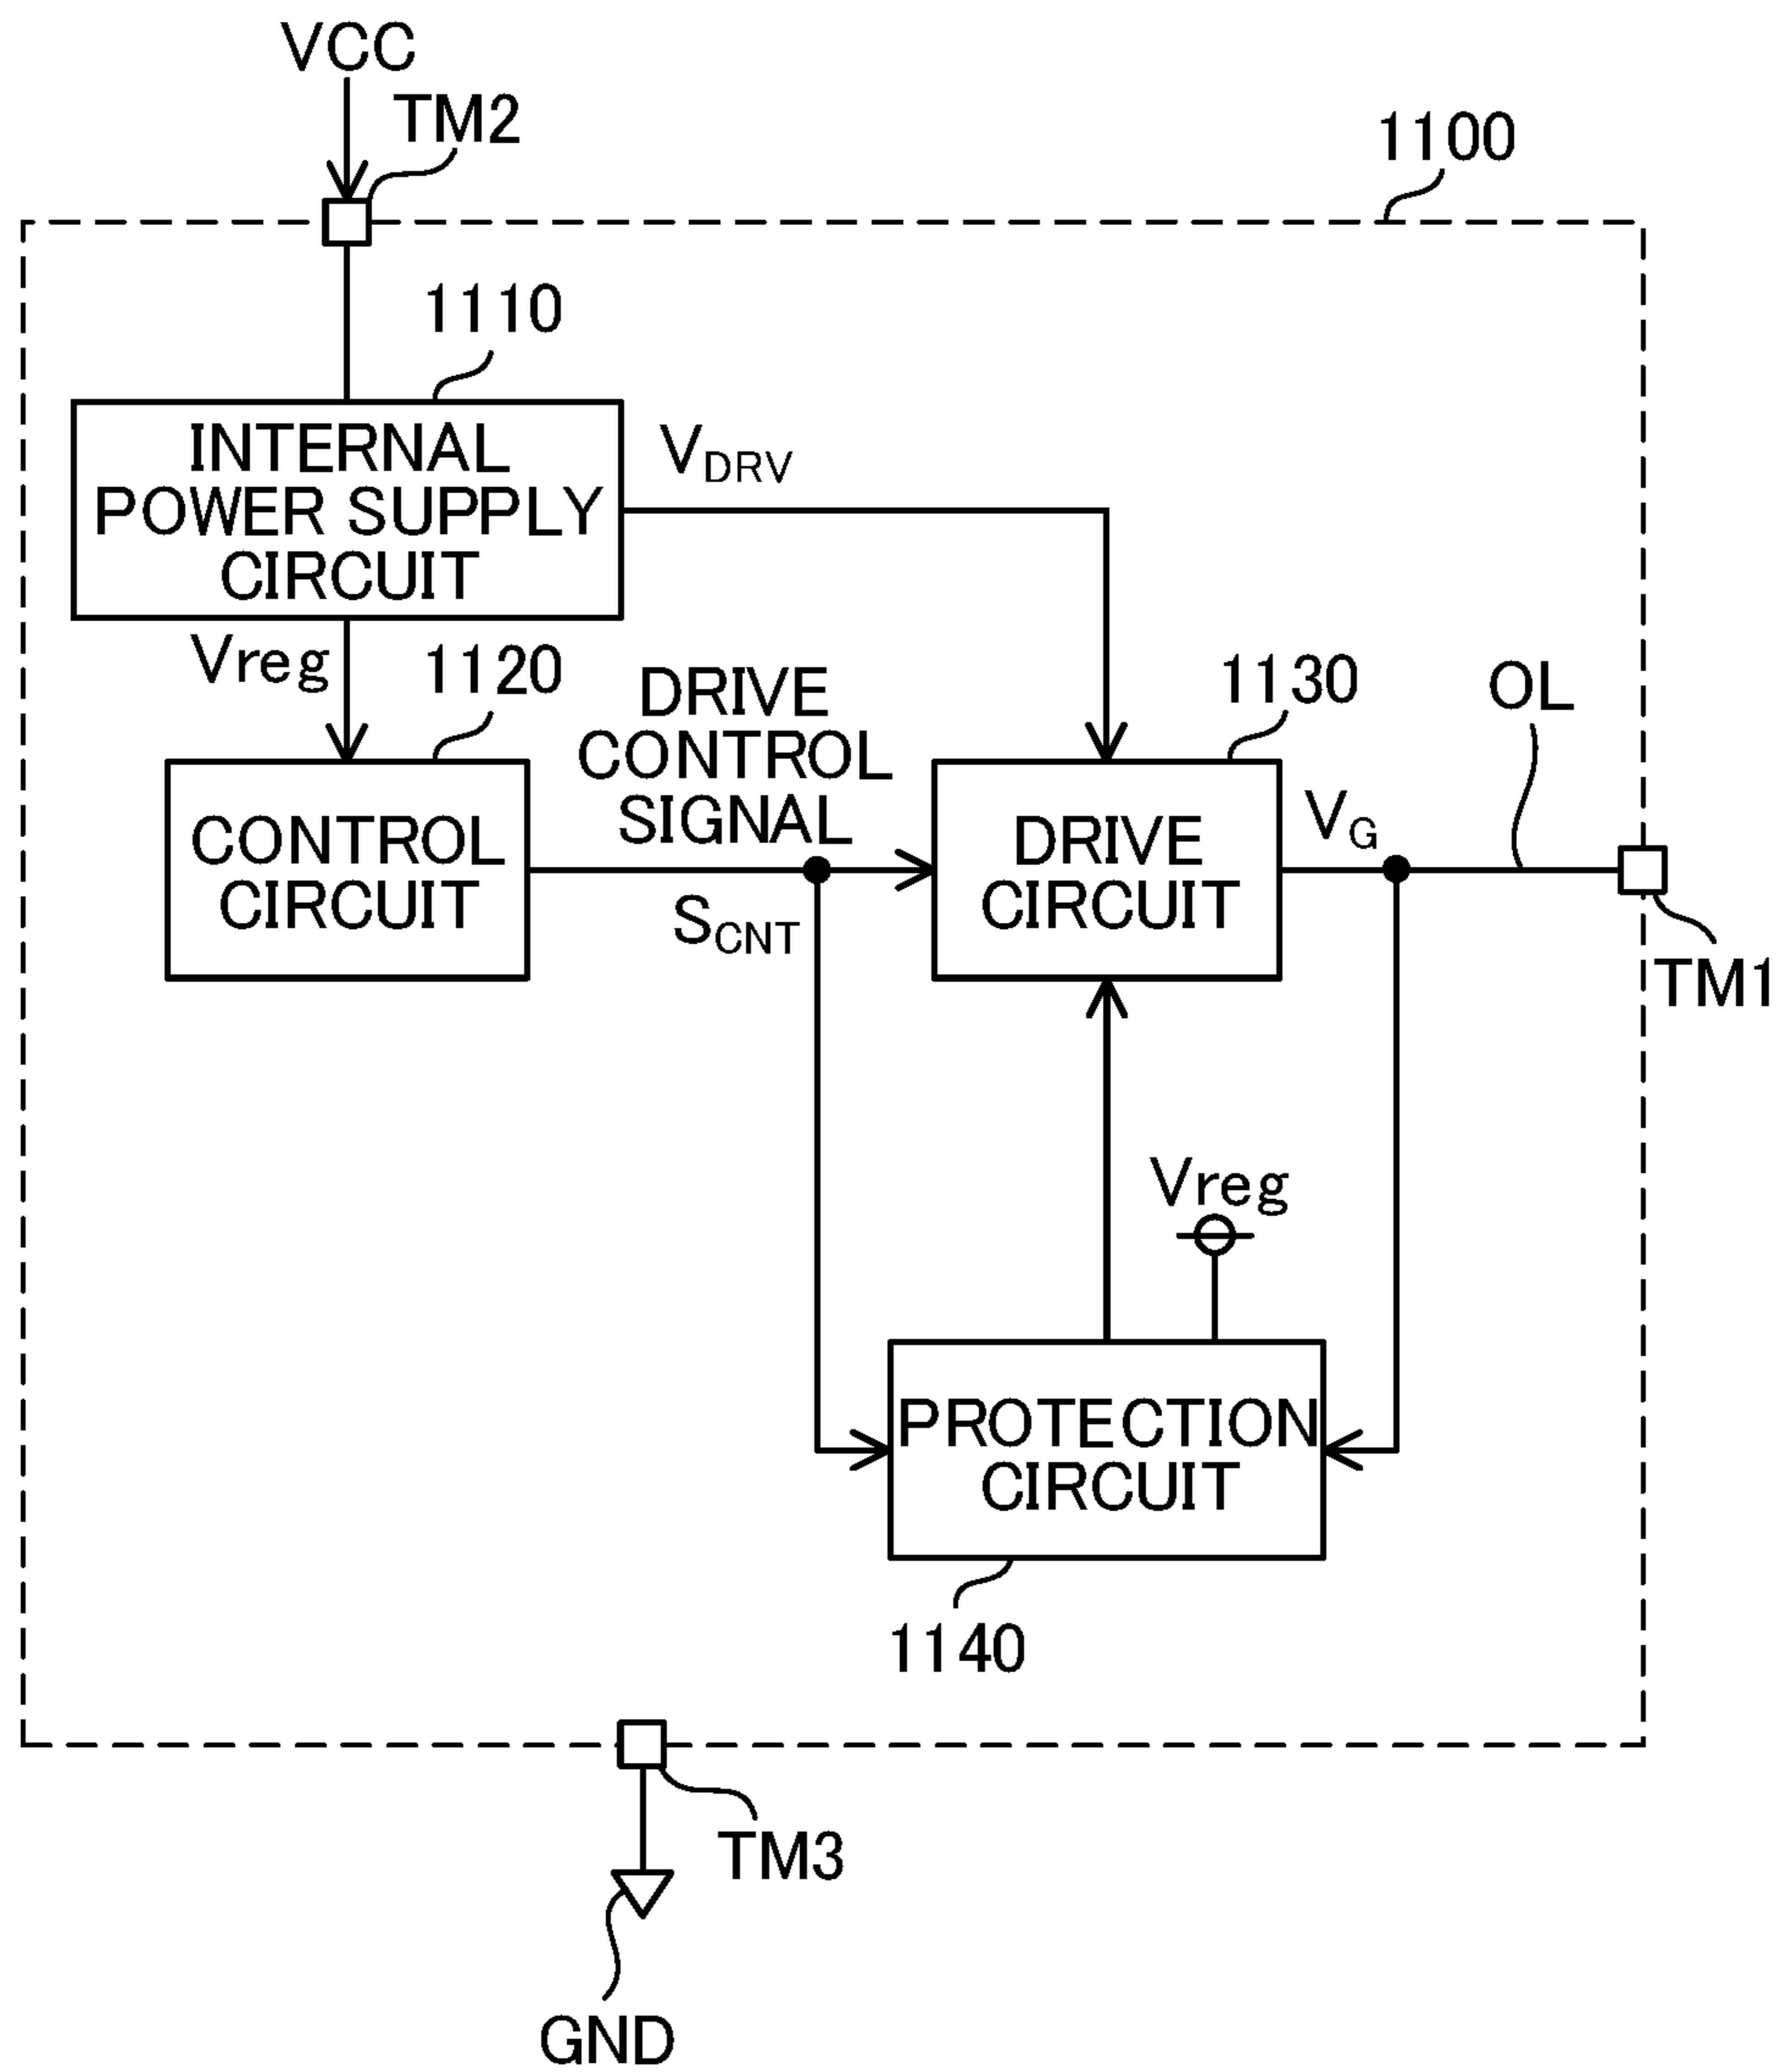 VCC
TM2
1100
1110
INTERNAL
POWER SUPPLY
CIRCUIT
VDRV
Vreg
1120
DRIVE
CONTROL
SIGNAL
1130
OL
CONTROL
CIRCUIT
SCNT
DRIVE
CIRCUIT
VG
TM1
Vreg
PROTECTION
CIRCUIT
1140
TM3
GND